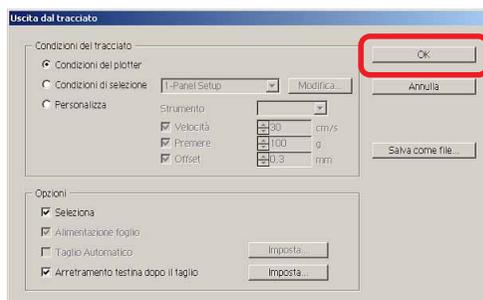 Uscita dal tracciato
Condizioni del tracciato
Condizioni del plotter
Condizioni di selezione
1-Panel Setup
Modifica...
Personalizza
Strumento
Velocità
30
cm/s
Premere
100
g
Offset
0,3
mm
OK
Annulla
Salva come file...
Opzioni
Seleziona
Alimentazione foglio
Taglio Automatico
Imposta...
Arretramento testina dopo il taglio
Imposta...